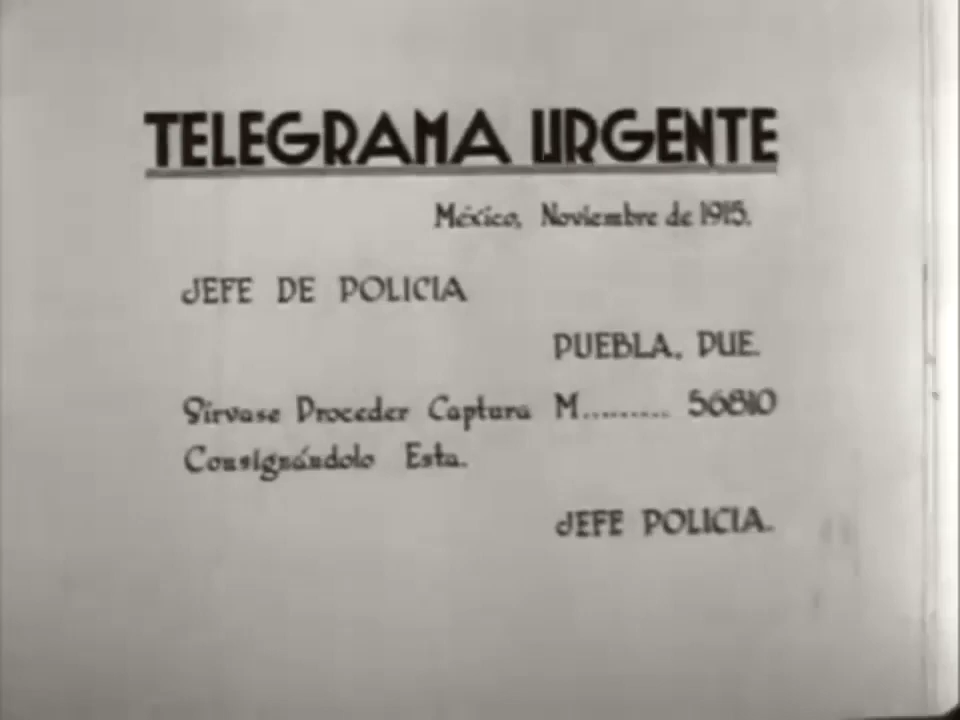 TELEGRAMA URGENTE
México, Noviembre de 1915.
JEFE DE POLICIA
PUEBLA, PUE.
Sírvase Proceder Captura M......... 56810
Consignándolo Esta.
JEFE POLICIA.